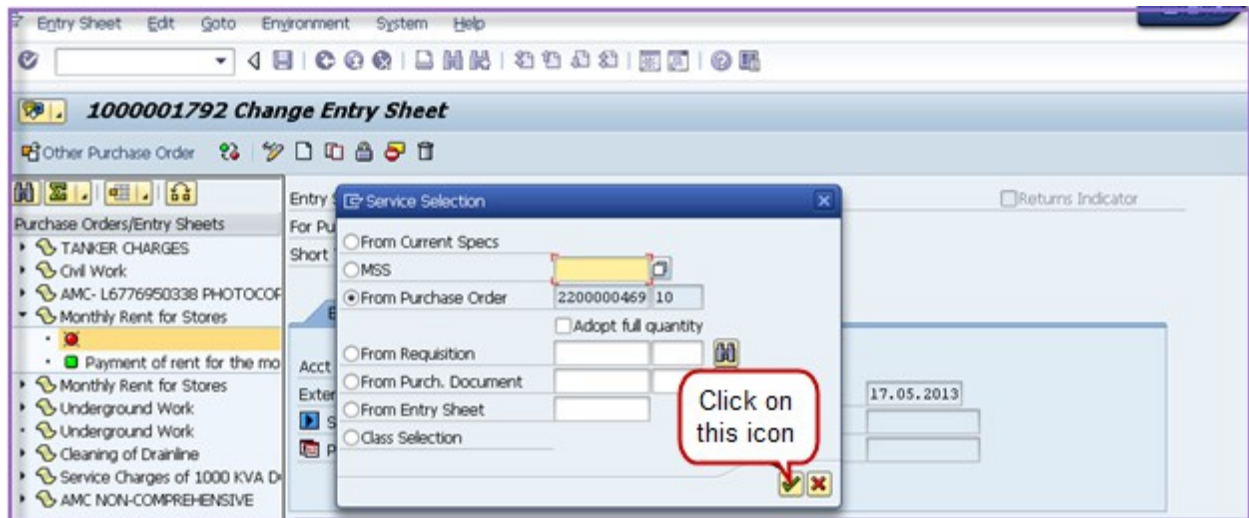 Entry Sheet Edit Goto Environment System Help
1000001792 Change Entry Sheet
Other Purchase Order
Purchase Orders/Entry Sheets
TANKER CHARGES
Civil Work
AMC- L6776950338 PHOTOCOP
Monthly Rent for Stores
Payment of rent for the mo
Monthly Rent for Stores
Underground Work
Underground Work
Cleaning of Drainline
Service Charges of 1000 KVA D
AMC NON-COMPREHENSIVE
Entry
Returns Indicator
For Pu
Short
Acct
Exter
17.05.2013
S
P
Service Selection
From Current Specs
MSS
From Purchase Order 2200000469 10
Adopt full quantity
From Requisition
From Purch. Document
From Entry Sheet
Class Selection
Click on
this icon